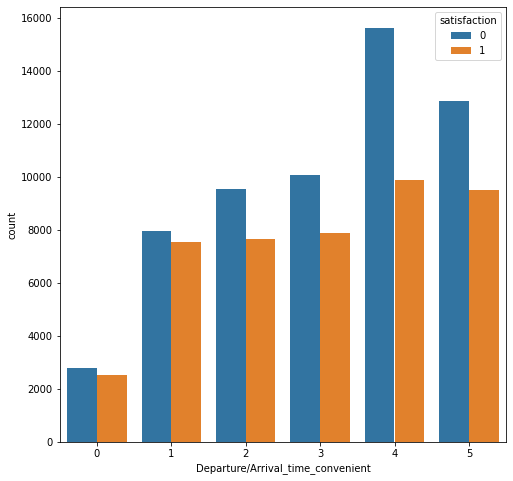 16000
14000
12000
10000
8000
6000
4000
2000
0
count
satisfaction
0
1
0 1 2 3 4 5
Departure/Arrival_time_convenient